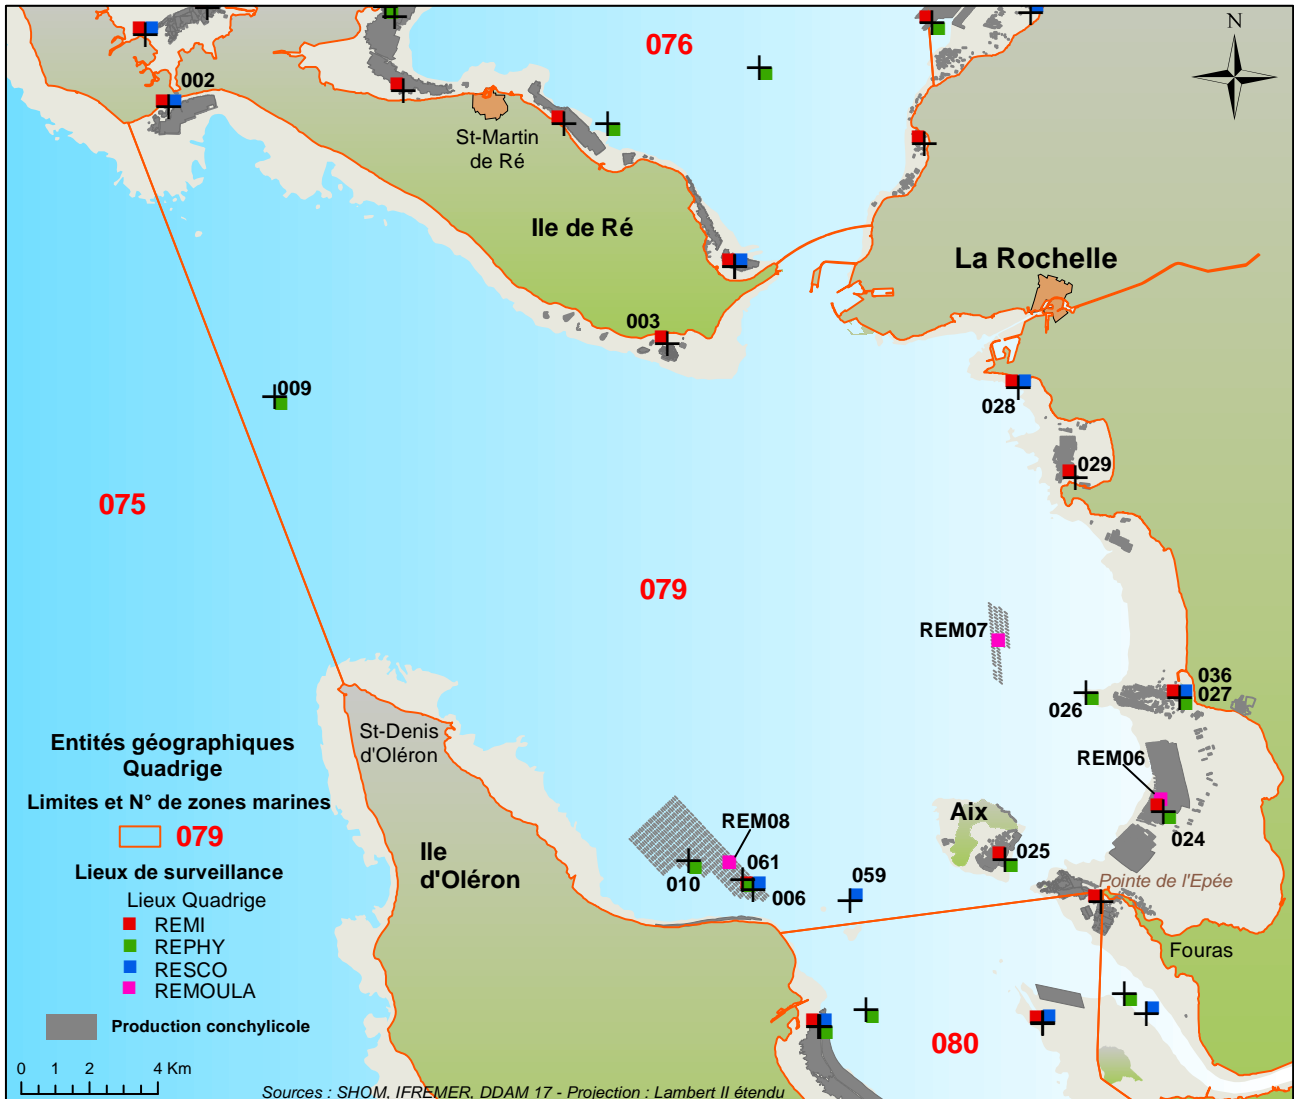 076
N
002
St-Martin
de Ré
Ile de Ré
La Rochelle
003
009
028
029
075
079
REM07
036
027
026
St-Denis
d'Oléron
REM06
Entités géographiques
Quadrige
Limites et N° de zones marines
079
Lieux de surveillance
Lieux Quadrige
REMI
REPHY
RESCO
REMOULA
Production conchylicole
0 1 2 4 Km
Aix
REM08
024
025
Ile
d'Oléron
061
010
006
059
Pointe de l'Epée
Fouras
080
Sources : SHOM, IFREMER, DDAM 17 - Projection : Lambert II étendu